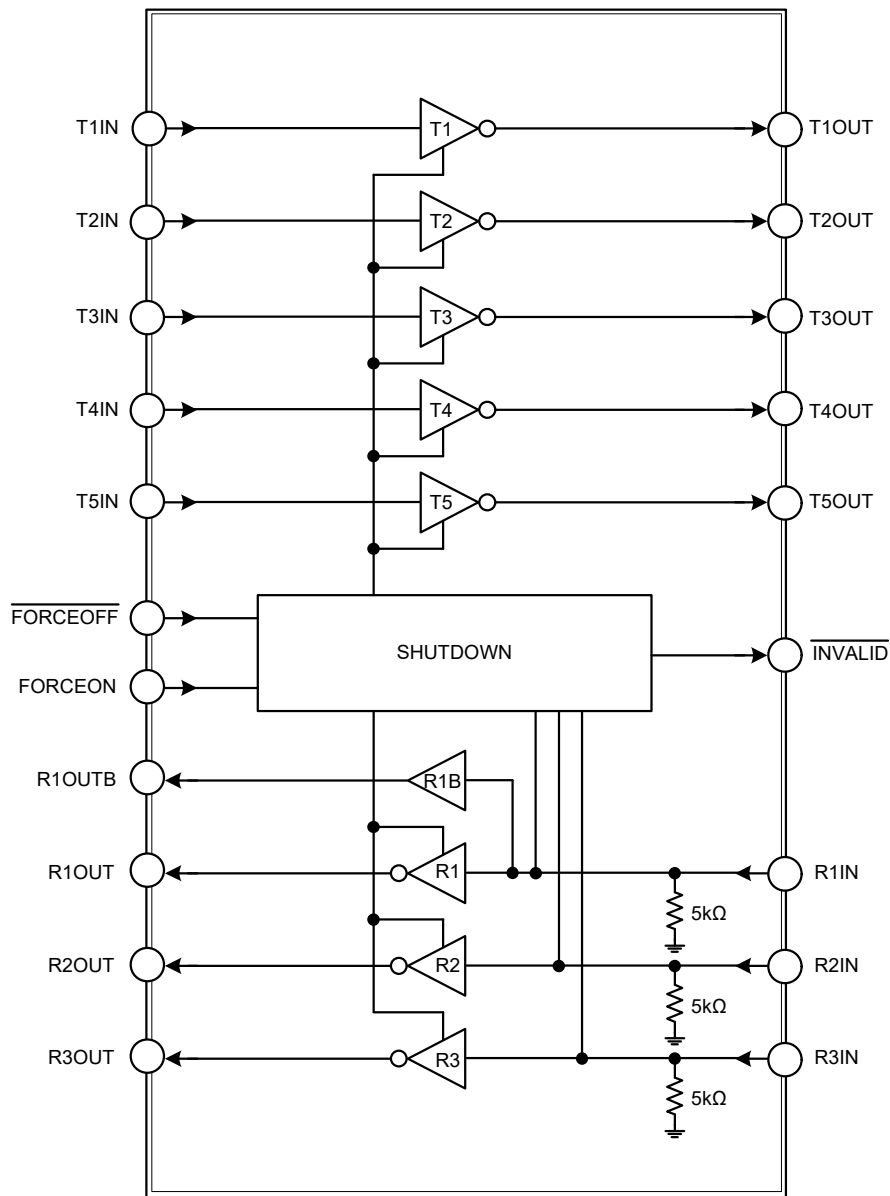 T1IN T1 T1OUT
T2IN T2 T2OUT
T3IN T3 T3OUT
T4IN T4 T4OUT
T5IN T5 T5OUT
FORCEOFF
SHUTDOWN INVALID
FORCEON
R1OUTB R1B
R1OUT R1 R1IN
5kΩ
R2OUT R2 R2IN
5kΩ
R3OUT R3 R3IN
5kΩ